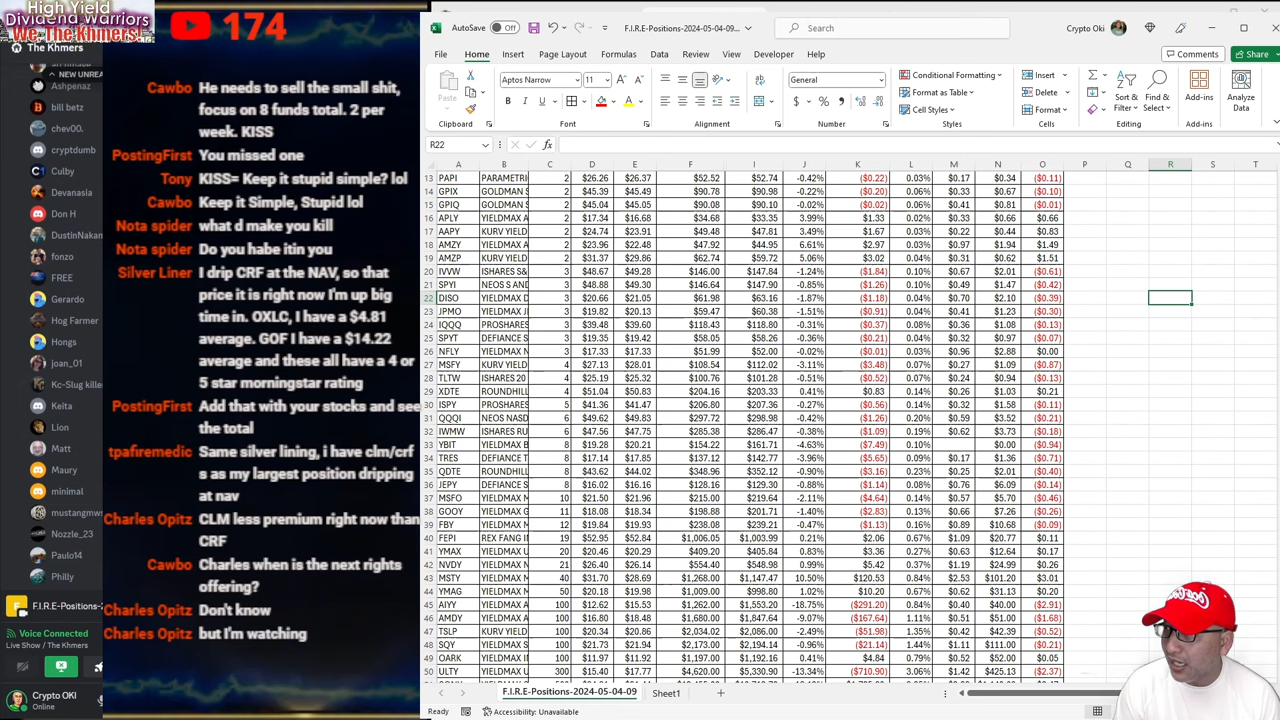 High Yield
Dividend Warriors
We, The Khmers!
The Khmers
174
NEW UNREA
Ashpenaz
bill betz
chev00.
cryptdumb
Culby
Devanasia
Don H
DustinNakam
fonzo
FREE
Gerardo
Hog Farmer
Hongs
joan_01
Kc-Slug killer
Keita
Lion
Matt
Maury
minimal
mustangmws
Nozzle_23
Paulo14
Philly
F.I.R.E-Positions-2
Voice Connected
Live Show / The Khmers
Crypto OKI
Online
Cawbo He needs to sell the small shit,
focus on 8 funds total. 2 per
week. KISS
PostingFirst You missed one
Tony KISS= Keep it stupid simple? lol
Cawbo Keep it Simple, Stupid lol
Nota spider what d make you kill
Nota spider Do you habe itin you
Silver Liner I drip CRF at the NAV, so that
price it is right now I'm up big
time in. OXLC, I have a $4.81
average. GOF I have a $14.22
average and these all have a 4 or
5 star morningstar rating
PostingFirst Add that with your stocks and see
the total
tpafiremedic Same silver lining, i have clm/crf
s as my largest position dripping
at nav
Charles Opitz CLM less premium right now than
CRF
Cawbo Charles when is the next rights
offering?
Charles Opitz Don't know
Charles Opitz but I'm watching
AutoSave Off F.I.R.E-Positions-2024-05-04-09... Search Crypto Oki
File Home Insert Draw Page Layout Formulas Data Review View Developer Help Comments Share
Paste Aptos Narrow 11 General Conditional Formatting Insert
Format as Table Delete Sort & Filter Find & Select Add-ins Analyze Data
Cell Styles Format
Clipboard Font Alignment Number Styles Cells Editing Add-ins
R22 fx
A B C D E F I J K L M N O P Q R S T
13 PAPI PARAMETRI 2 $26.26 $26.37 $52.52 $52.74 -0.42% ($0.22) 0.03% $0.17 $0.34 ($0.11)
14 GPIX GOLDMAN S 2 $45.39 $45.49 $90.78 $90.98 -0.22% ($0.20) 0.06% $0.33 $0.67 ($0.10)
15 GPIQ GOLDMAN S 2 $45.04 $45.05 $90.08 $90.10 -0.02% ($0.02) 0.06% $0.41 $0.81 ($0.01)
16 APLY YIELDMAX A 2 $17.34 $16.68 $34.68 $33.35 3.99% $1.33 0.02% $0.33 $0.66 $0.66
17 AAPY KURV YIELD 2 $24.74 $23.91 $49.48 $47.81 3.49% $1.67 0.03% $0.22 $0.44 $0.83
18 AMZY YIELDMAX A 2 $23.96 $22.48 $47.92 $44.95 6.61% $2.97 0.03% $0.97 $1.94 $1.49
19 AMZP KURV YIELD 2 $31.37 $29.86 $62.74 $59.72 5.06% $3.02 0.04% $0.31 $0.62 $1.51
20 IVVW ISHARES S& 3 $48.67 $49.28 $146.00 $147.84 -1.24% ($1.84) 0.10% $0.67 $2.01 ($0.61)
21 SPYI NEOS S AND 3 $48.88 $49.30 $146.64 $147.90 -0.85% ($1.26) 0.10% $0.49 $1.47 ($0.42)
22 DISO YIELDMAX D 3 $20.66 $21.05 $61.98 $63.16 -1.87% ($1.18) 0.04% $0.70 $2.10 ($0.39)
23 JPMO YIELDMAX J 3 $19.82 $20.13 $59.47 $60.38 -1.51% ($0.91) 0.04% $0.41 $1.23 ($0.30)
24 IQQQ PROSHARES 3 $39.48 $39.60 $118.43 $118.80 -0.31% ($0.37) 0.08% $0.36 $1.08 ($0.13)
25 SPYT DEFIANCE S 3 $19.35 $19.42 $58.05 $58.26 -0.36% ($0.21) 0.04% $0.32 $0.97 ($0.07)
26 NFLY YIELDMAX N 3 $17.33 $17.33 $51.99 $52.00 -0.02% ($0.01) 0.03% $0.96 $2.88 $0.00
27 MSFY KURV YIELD 4 $27.13 $28.01 $108.54 $112.02 -3.11% ($3.48) 0.07% $0.27 $1.09 ($0.87)
28 TLTW ISHARES 20 4 $25.19 $25.32 $100.76 $101.28 -0.51% ($0.52) 0.07% $0.24 $0.94 ($0.13)
29 XDTE ROUNDHILL 4 $51.04 $50.83 $204.16 $203.33 0.41% $0.83 0.14% $0.26 $1.03 $0.21
30 ISPY PROSHARES 5 $41.36 $41.47 $206.80 $207.36 -0.27% ($0.56) 0.14% $0.32 $1.58 ($0.11)
31 QQQI NEOS NASD 6 $49.62 $49.83 $297.72 $298.98 -0.42% ($1.26) 0.20% $0.59 $3.52 ($0.21)
32 IWMW ISHARES RU 6 $47.56 $47.75 $285.38 $286.47 -0.38% ($1.09) 0.19% $0.62 $3.73 ($0.18)
33 YBIT YIELDMAX B 8 $19.28 $20.21 $154.22 $161.71 -4.63% ($7.49) 0.10% $0.00 ($0.94)
34 TRES DEFIANCE T 8 $17.14 $17.85 $137.12 $142.77 -3.96% ($5.65) 0.09% $0.17 $1.36 ($0.71)
35 QDTE ROUNDHILL 8 $43.62 $44.02 $348.96 $352.12 -0.90% ($3.16) 0.23% $0.25 $2.01 ($0.40)
36 JEPY DEFIANCE S 8 $16.02 $16.16 $128.16 $129.30 -0.88% ($1.14) 0.08% $0.76 $6.09 ($0.14)
37 MSFO YIELDMAX M 10 $21.50 $21.96 $215.00 $219.64 -2.11% ($4.64) 0.14% $0.57 $5.70 ($0.46)
38 GOOY YIELDMAX G 11 $18.08 $18.34 $198.88 $201.71 -1.40% ($2.83) 0.13% $0.66 $7.26 ($0.26)
39 FBY YIELDMAX M 12 $19.84 $19.93 $238.08 $239.21 -0.47% ($1.13) 0.16% $0.89 $10.68 ($0.09)
40 FEPI REX FANG IN 19 $52.95 $52.84 $1,006.05 $1,003.99 0.21% $2.06 0.67% $1.09 $20.77 $0.11
41 YMAX YIELDMAX U 20 $20.46 $20.29 $409.20 $405.84 0.83% $3.36 0.27% $0.63 $12.64 $0.17
42 NVDY YIELDMAX N 21 $26.40 $26.14 $554.40 $548.98 0.99% $5.42 0.37% $1.19 $24.99 $0.26
43 MSTY YIELDMAX M 40 $31.70 $28.69 $1,268.00 $1,147.47 10.50% $120.53 0.84% $2.53 $101.20 $3.01
44 YMAG YIELDMAX M 50 $20.18 $19.98 $1,009.00 $998.80 1.02% $10.20 0.67% $0.62 $31.13 $0.20
45 AIYY YIELDMAX A 100 $12.62 $15.53 $1,262.00 $1,553.20 -18.75% ($291.20) 0.84% $0.40 $40.00 ($2.91)
46 AMDY YIELDMAX A 100 $16.80 $18.48 $1,680.00 $1,847.64 -9.07% ($167.64) 1.11% $0.51 $51.00 ($1.68)
47 TSLP KURV YIELD 100 $20.34 $20.86 $2,034.02 $2,086.00 -2.49% ($51.98) 1.35% $0.42 $42.39 ($0.52)
48 SQY YIELDMAX S 100 $21.73 $21.94 $2,173.00 $2,194.14 -0.96% ($21.14) 1.44% $1.11 $111.00 ($0.21)
49 OARK YIELDMAX I 100 $11.97 $11.92 $1,197.00 $1,192.16 0.41% $4.84 0.79% $0.52 $52.00 $0.05
50 ULTY YIELDMAX U 300 $15.40 $17.77 $4,620.00 $5,330.90 -13.34% ($710.90) 3.06% $1.42 $425.13 ($2.37)
F.I.R.E-Positions-2024-05-04-09 Sheet1
Ready Accessibility: Unavailable